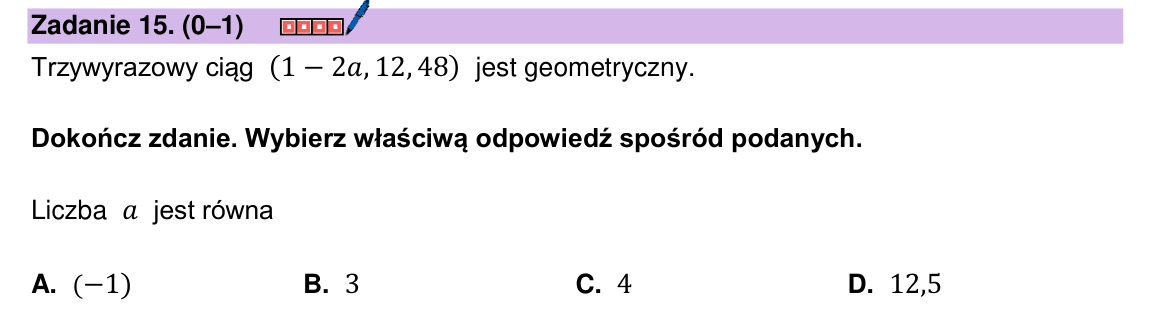 Zadanie 15. (0–1)
Trzywyrazowy ciąg (1 − 2a, 12, 48) jest geometryczny.
Dokończ zdanie. Wybierz właściwą odpowiedź spośród podanych.
Liczba a jest równa
A. (−1) B. 3 C. 4 D. 12,5